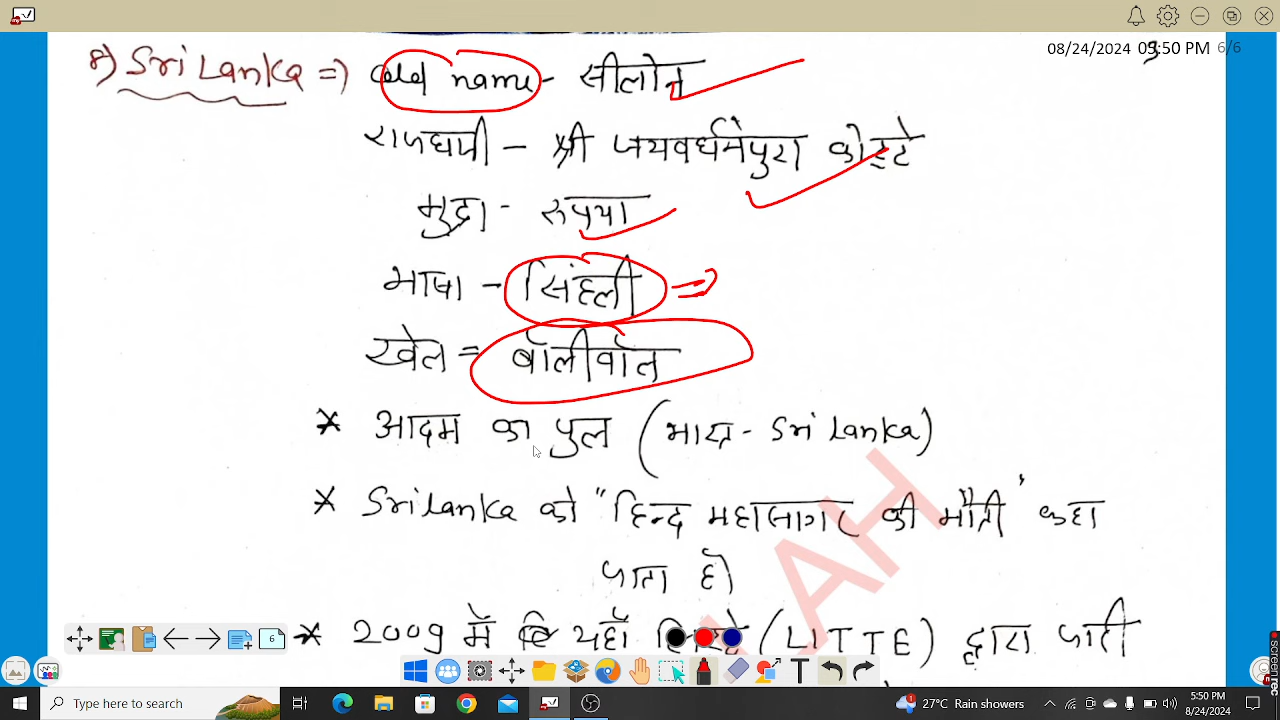 08/24/2024 05:50 PM 6/6
8) Sri Lanka => old name - सीलोन
राजधानी - श्री जयवर्धनेपुरा कोट्टे
मुद्रा - रुपया
भाषा - सिंहली =>
खेल = वॉलीवॉल
* आदम का पुल (भारत - Sri Lanka)
* Srilanka को "हिन्द महासागर की मोती" कहा
जाता है।
* 2009 में यहाँ लिट्टे (LITTE) द्वारा जारी
6
T
Type here to search
27°C Rain showers
5:50 PM
8/24/2024